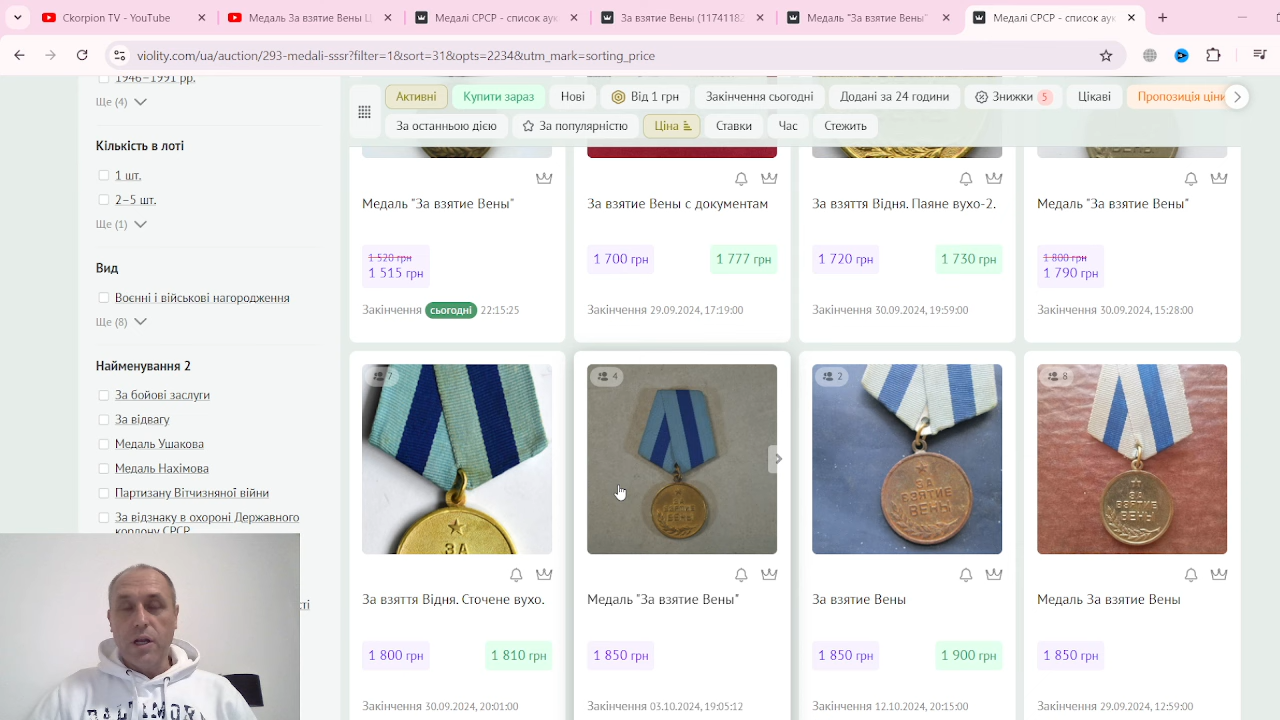 Ckorpion TV - YouTube
Медаль За взятие Вены Ц
Медалі СРСР - список аук
За взятие Вены (1174118
Медаль "За взятие Вены"
Медалі СРСР - список аук
violity.com/ua/auction/293-medali-sssr?filter=1&sort=31&opts=2234&utm_mark=sorting_price
1946–1991 рр.
Ще (4)
Кількість в лоті
1 шт.
2–5 шт.
Ще (1)
Вид
Воєнні і військові нагородження
Ще (8)
Найменування 2
За бойові заслуги
За відвагу
Медаль Ушакова
Медаль Нахімова
Партизану Вітчизняної війни
За відзнаку в охороні Державного
кордону СРСР
Активні
Купити зараз
Нові
Від 1 грн
Закінчення сьогодні
Додані за 24 години
Знижки 5
Цікаві
Пропозиція ціни
За останньою дією
За популярністю
Ціна
Ставки
Час
Стежить
Медаль "За взятие Вены"
1 520 грн
1 515 грн
Закінчення сьогодні 22:15:25
За взятие Вены с документам
1 700 грн
1 777 грн
Закінчення 29.09.2024, 17:19:00
За взяття Відня. Паяне вухо-2.
1 720 грн
1 730 грн
Закінчення 30.09.2024, 19:59:00
Медаль "За взятие Вены"
1 800 грн
1 790 грн
Закінчення 30.09.2024, 15:28:00
7
ЗА
За взяття Відня. Сточене вухо.
1 800 грн
1 810 грн
Закінчення 30.09.2024, 20:01:00
4
ЗА
ВЗЯТИЕ
ВЕНЫ
Медаль "За взятие Вены"
1 850 грн
Закінчення 03.10.2024, 19:05:12
2
ЗА
ВЗЯТИЕ
ВЕНЫ
За взятие Вены
1 850 грн
1 900 грн
Закінчення 12.10.2024, 20:15:00
8
ЗА
ВЗЯТИЕ
ВЕНЫ
Медаль За взятие Вены
1 850 грн
Закінчення 29.09.2024, 12:59:00